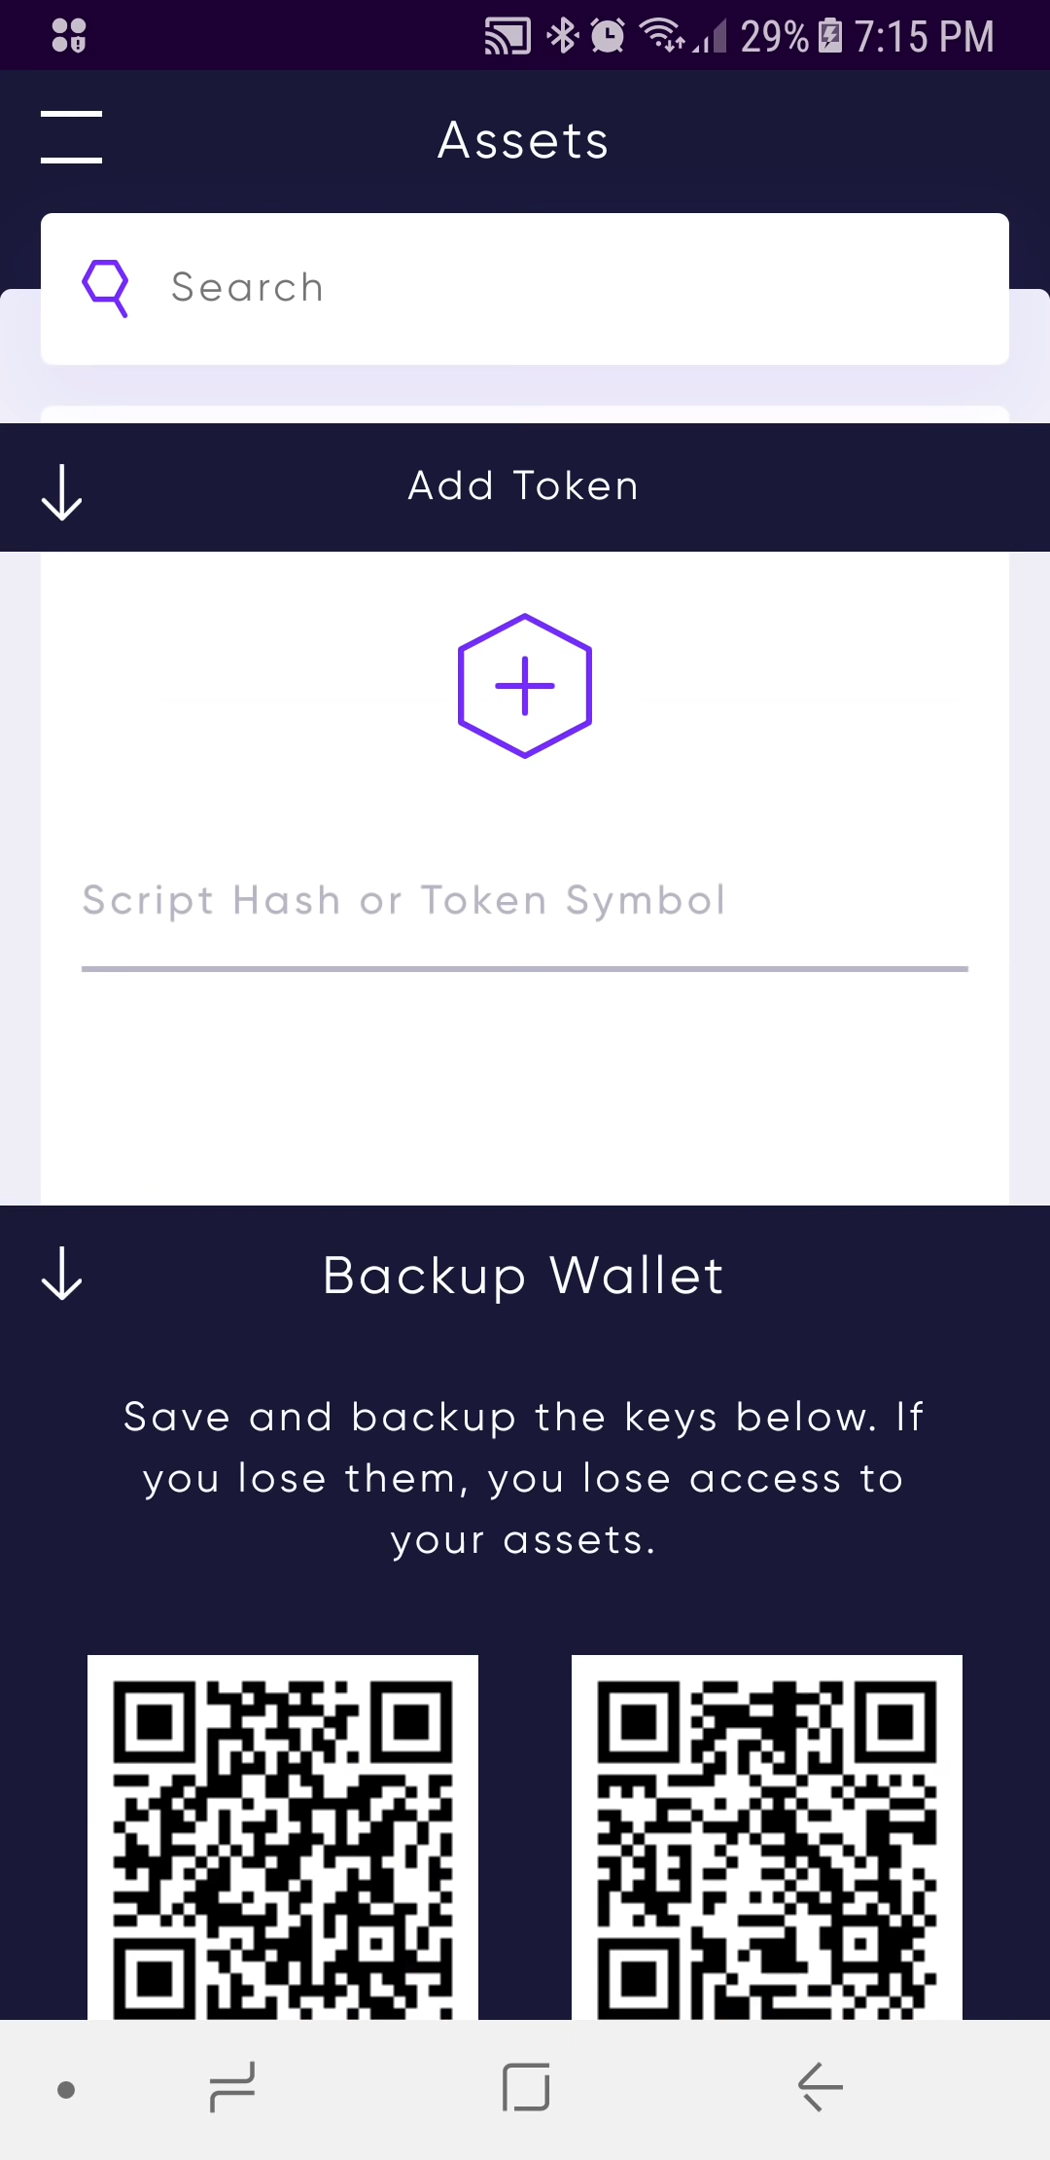 29% 7:15 PM
Assets
Search
Add Token
Script Hash or Token Symbol
Backup Wallet
Save and backup the keys below. If
you lose them, you lose access to
your assets.